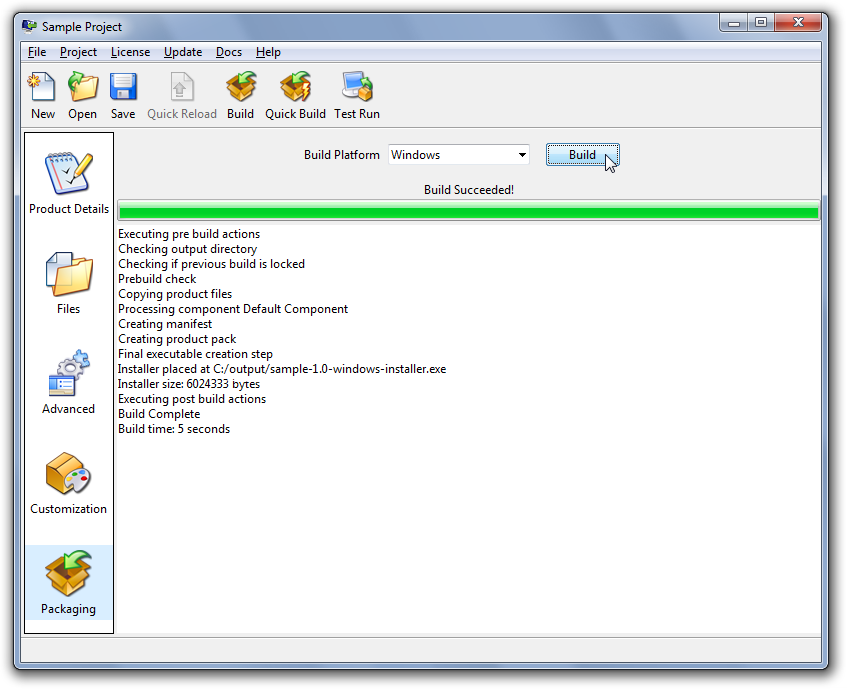 Sample Project
File Project License Update Docs Help
New Open Save Quick Reload Build Quick Build Test Run
Build Platform Windows Build
Build Succeeded!
Product Details
Files
Advanced
Customization
Packaging
Executing pre build actions
Checking output directory
Checking if previous build is locked
Prebuild check
Copying product files
Processing component Default Component
Creating manifest
Creating product pack
Final executable creation step
Installer placed at C:/output/sample-1.0-windows-installer.exe
Installer size: 6024333 bytes
Executing post build actions
Build Complete
Build time: 5 seconds